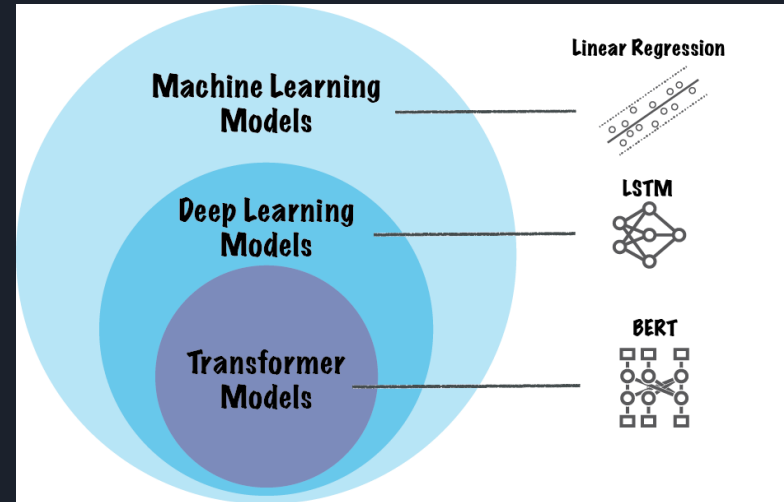 Linear Regression
Machine Learning
Models
LSTM
Deep Learning
Models
BERT
Transformer
Models